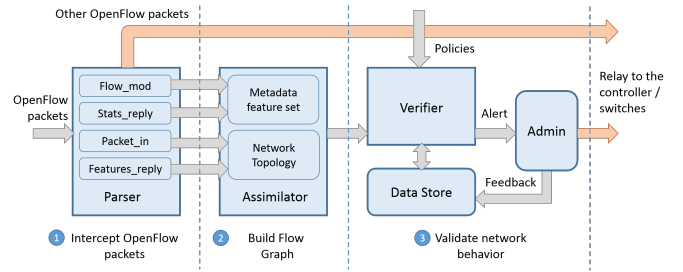 Other OpenFlow packets
Policies
OpenFlow
packets
Flow_mod
Stats_reply
Packet_in
Features_reply
Parser
Metadata
feature set
Network
Topology
Assimilator
Verifier
Data Store
Alert
Admin
Feedback
Relay to the
controller /
switches
1 Intercept OpenFlow
packets
2 Build Flow
Graph
3 Validate network
behavior